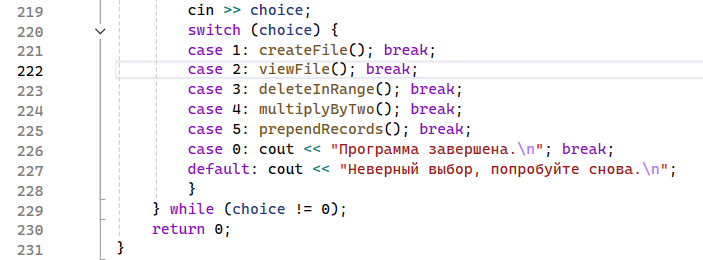 219 cin >> choice;
220 switch (choice) {
221 case 1: createFile(); break;
222 case 2: viewFile(); break;
223 case 3: deleteInRange(); break;
224 case 4: multiplyByTwo(); break;
225 case 5: prependRecords(); break;
226 case 0: cout << "Программа завершена.\n"; break;
227 default: cout << "Неверный выбор, попробуйте снова.\n";
228 }
229 } while (choice != 0);
230 return 0;
231 }